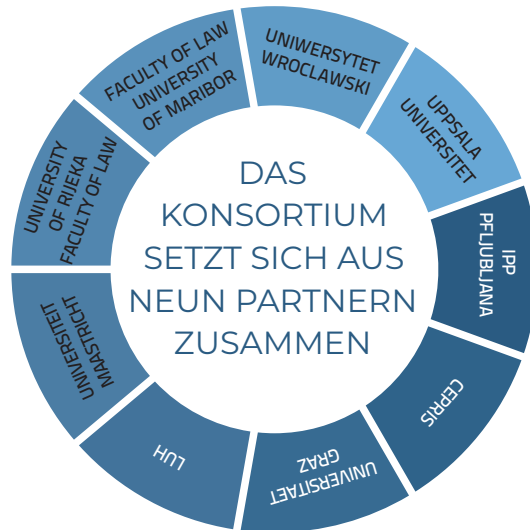 DAS
KONSORTIUM
SETZT SICH AUS
NEUN PARTNERN
ZUSAMMEN
UNIWERSYTET
WROCLAWSKI
UPPSALA
UNIVERSITET
IPP
PFLJUBLJANA
CEPRIS
UNIVERSITAET
GRAZ
LUH
UNIVERSITEIT
MAASTRICHT
UNIVERSITY
OF RIJEKA
FACULTY OF LAW
FACULTY OF LAW
UNIVERSITY
OF MARIBOR